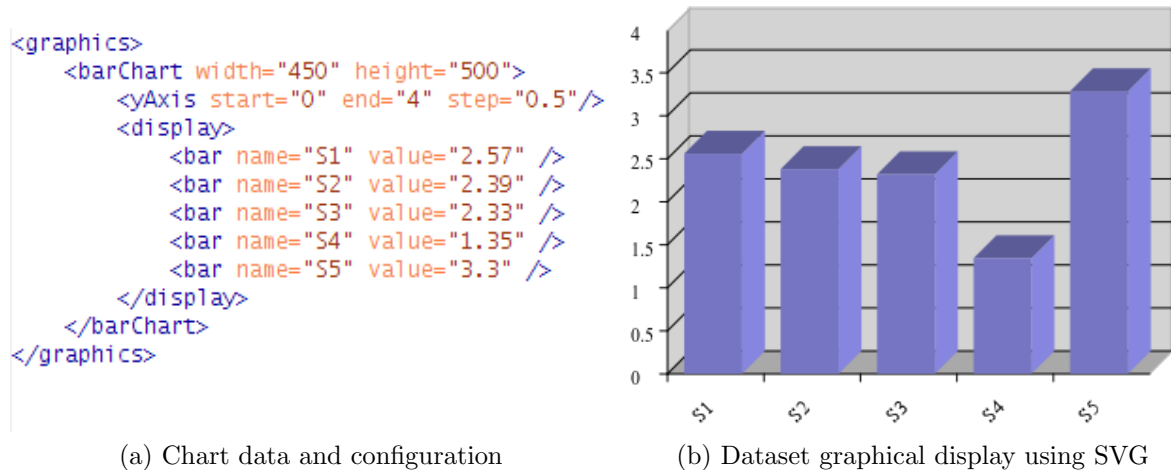 <graphics>
<barChart width="450" height="500">
<yAxis start="0" end="4" step="0.5"/>
<display>
<bar name="S1" value="2.57" />
<bar name="S2" value="2.39" />
<bar name="S3" value="2.33" />
<bar name="S4" value="1.35" />
<bar name="S5" value="3.3" />
</display>
</barChart>
</graphics>
(a) Chart data and configuration
4
3.5
3
2.5
2
1.5
1
0.5
0
S1 S2 S3 S4 S5
(b) Dataset graphical display using SVG